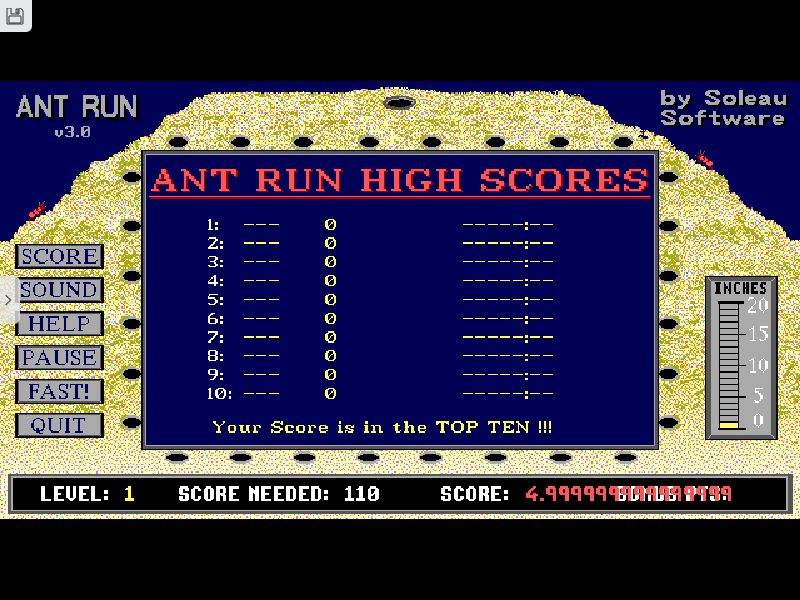 ANT RUN
v3.0
by Soleau
Software
ANT RUN HIGH SCORES
1: --- 0 -----:--
2: --- 0 -----:--
3: --- 0 -----:--
4: --- 0 -----:--
5: --- 0 -----:--
6: --- 0 -----:--
7: --- 0 -----:--
8: --- 0 -----:--
9: --- 0 -----:--
10: --- 0 -----:--
Your Score is in the TOP TEN !!!
SCORE
SOUND
HELP
PAUSE
FAST!
QUIT
INCHES
20
15
10
5
0
LEVEL: 1 SCORE NEEDED: 110 SCORE: 4.999999999999999